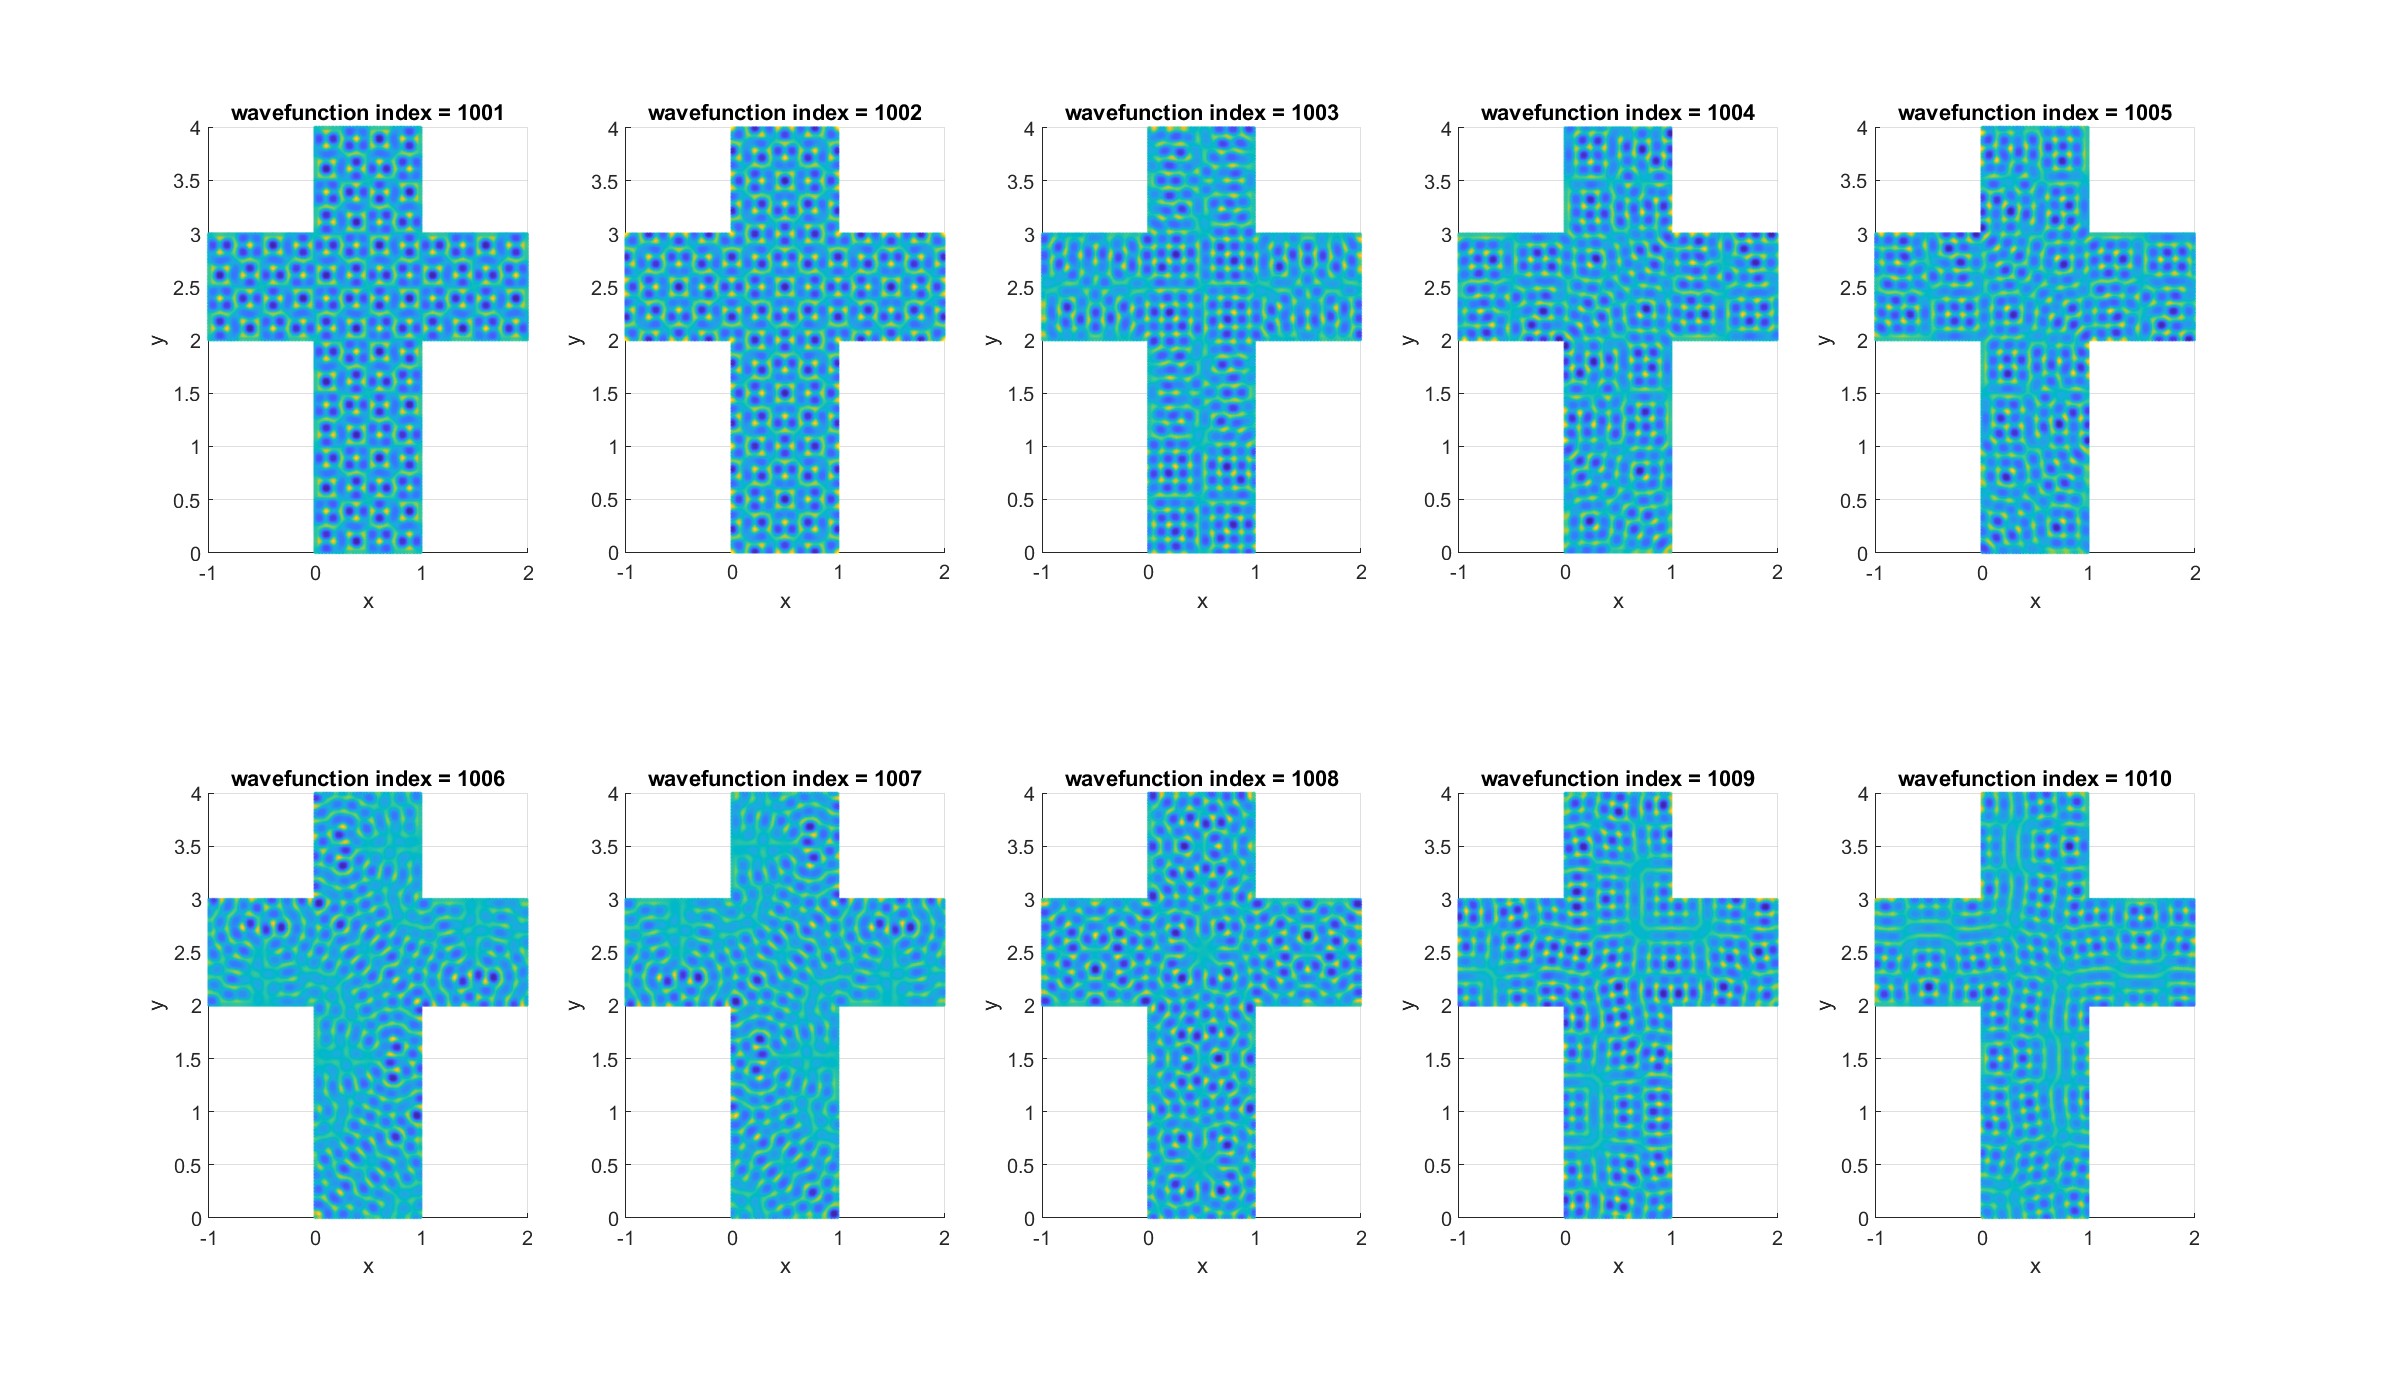 wavefunction index = 1001
wavefunction index = 1002
wavefunction index = 1003
wavefunction index = 1004
wavefunction index = 1005
4 4 4 4 4
3.5 3.5 3.5 3.5 3.5
3 3 3 3 3
2.5 2.5 2.5 2.5 2.5
y 2 y 2 y 2 y 2 y 2
1.5 1.5 1.5 1.5 1.5
1 1 1 1 1
0.5 0.5 0.5 0.5 0.5
0 0 0 0 0
-1 0 1 2 -1 0 1 2 -1 0 1 2 -1 0 1 2 -1 0 1 2
x x x x x
wavefunction index = 1006
wavefunction index = 1007
wavefunction index = 1008
wavefunction index = 1009
wavefunction index = 1010
4 4 4 4 4
3.5 3.5 3.5 3.5 3.5
3 3 3 3 3
2.5 2.5 2.5 2.5 2.5
y 2 y 2 y 2 y 2 y 2
1.5 1.5 1.5 1.5 1.5
1 1 1 1 1
0.5 0.5 0.5 0.5 0.5
0 0 0 0 0
-1 0 1 2 -1 0 1 2 -1 0 1 2 -1 0 1 2 -1 0 1 2
x x x x x